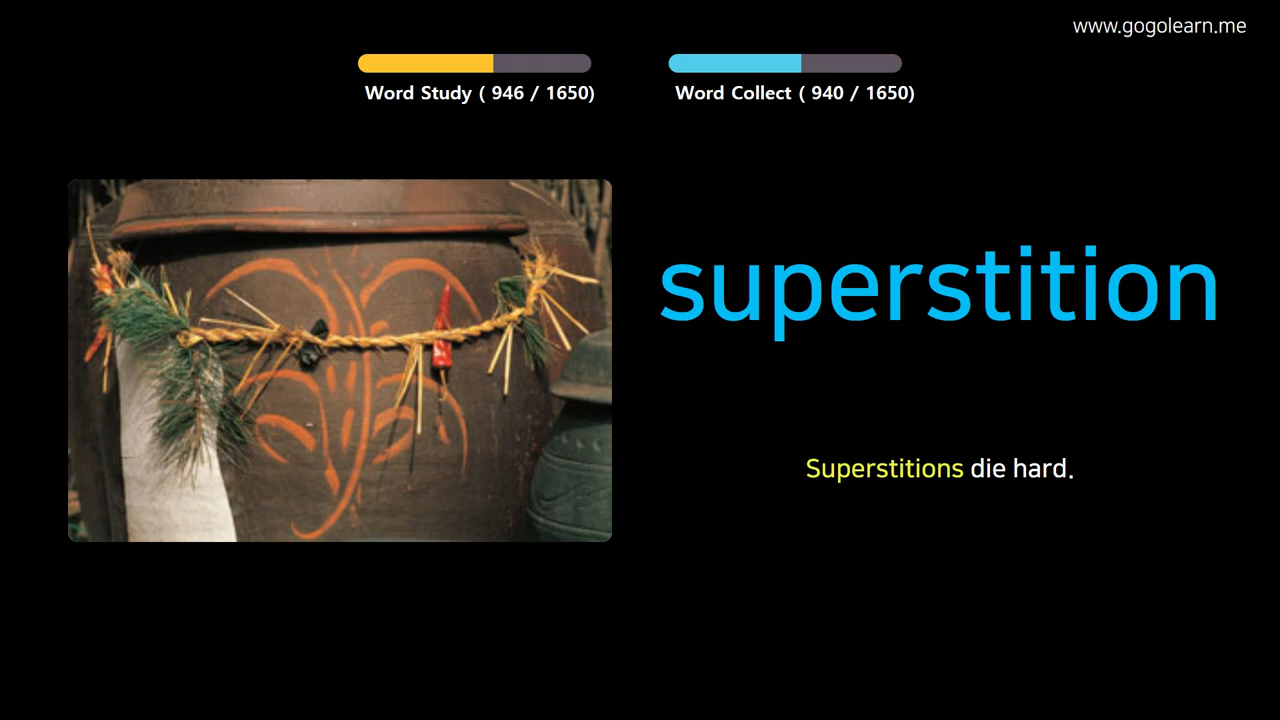 www.gogolearn.me
Word Study ( 946 / 1650)
Word Collect ( 940 / 1650)
superstition
Superstitions die hard.